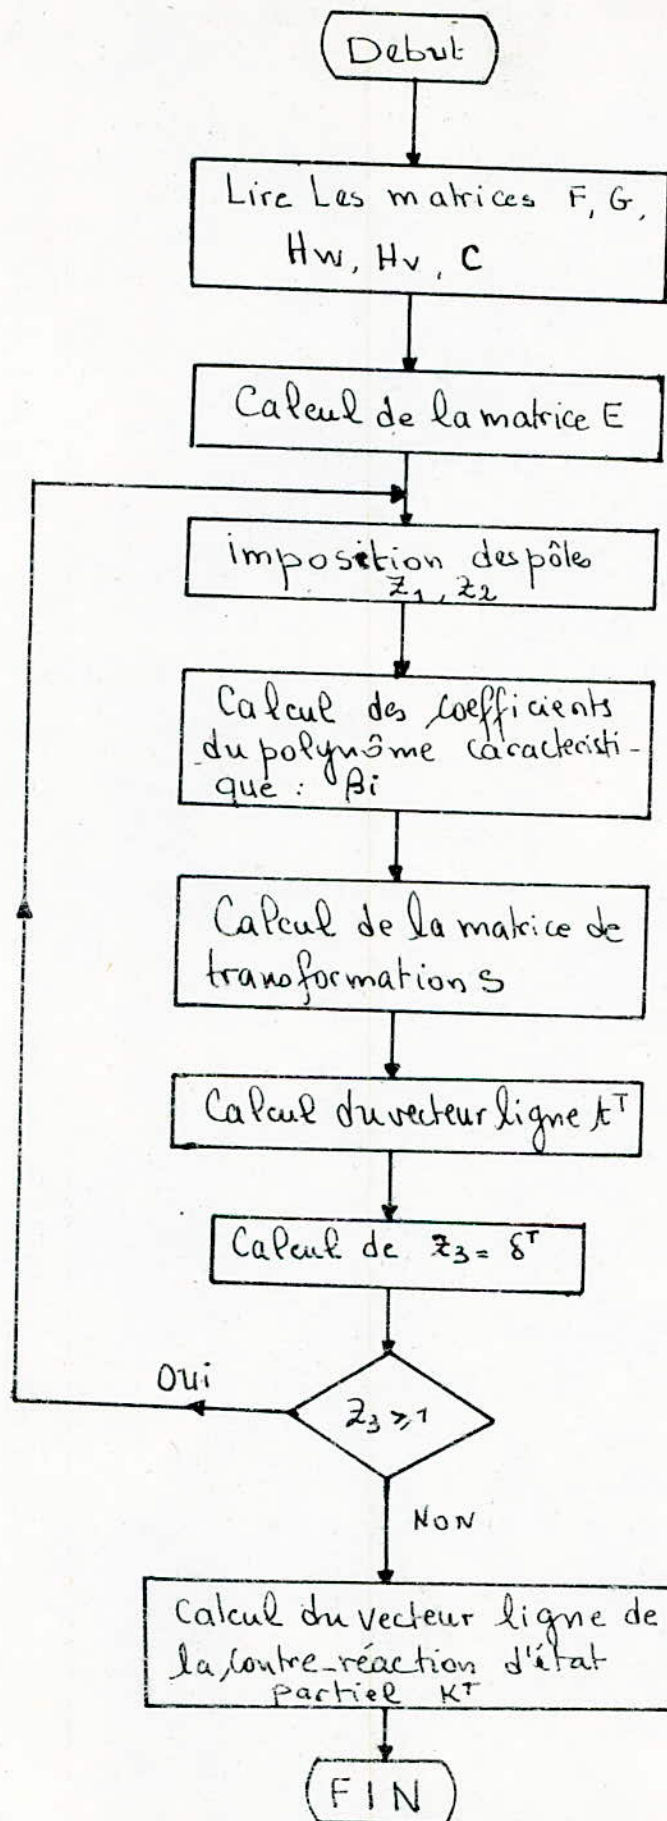 Debut
Lire Les matrices F, G,
Hw, Hv, C
Calcul de la matrice E
imposition des pôles
z1, z2
Calcul des coefficients
du polynôme caracteristi-
que : βi
Calcul de la matrice de
transformation S
Calcul du vecteur ligne t^T
Calcul de z3 = δ^T
Oui
z3 ≥ 1
NON
Calcul du vecteur ligne de
la contre-réaction d'état
partiel K^T
FIN